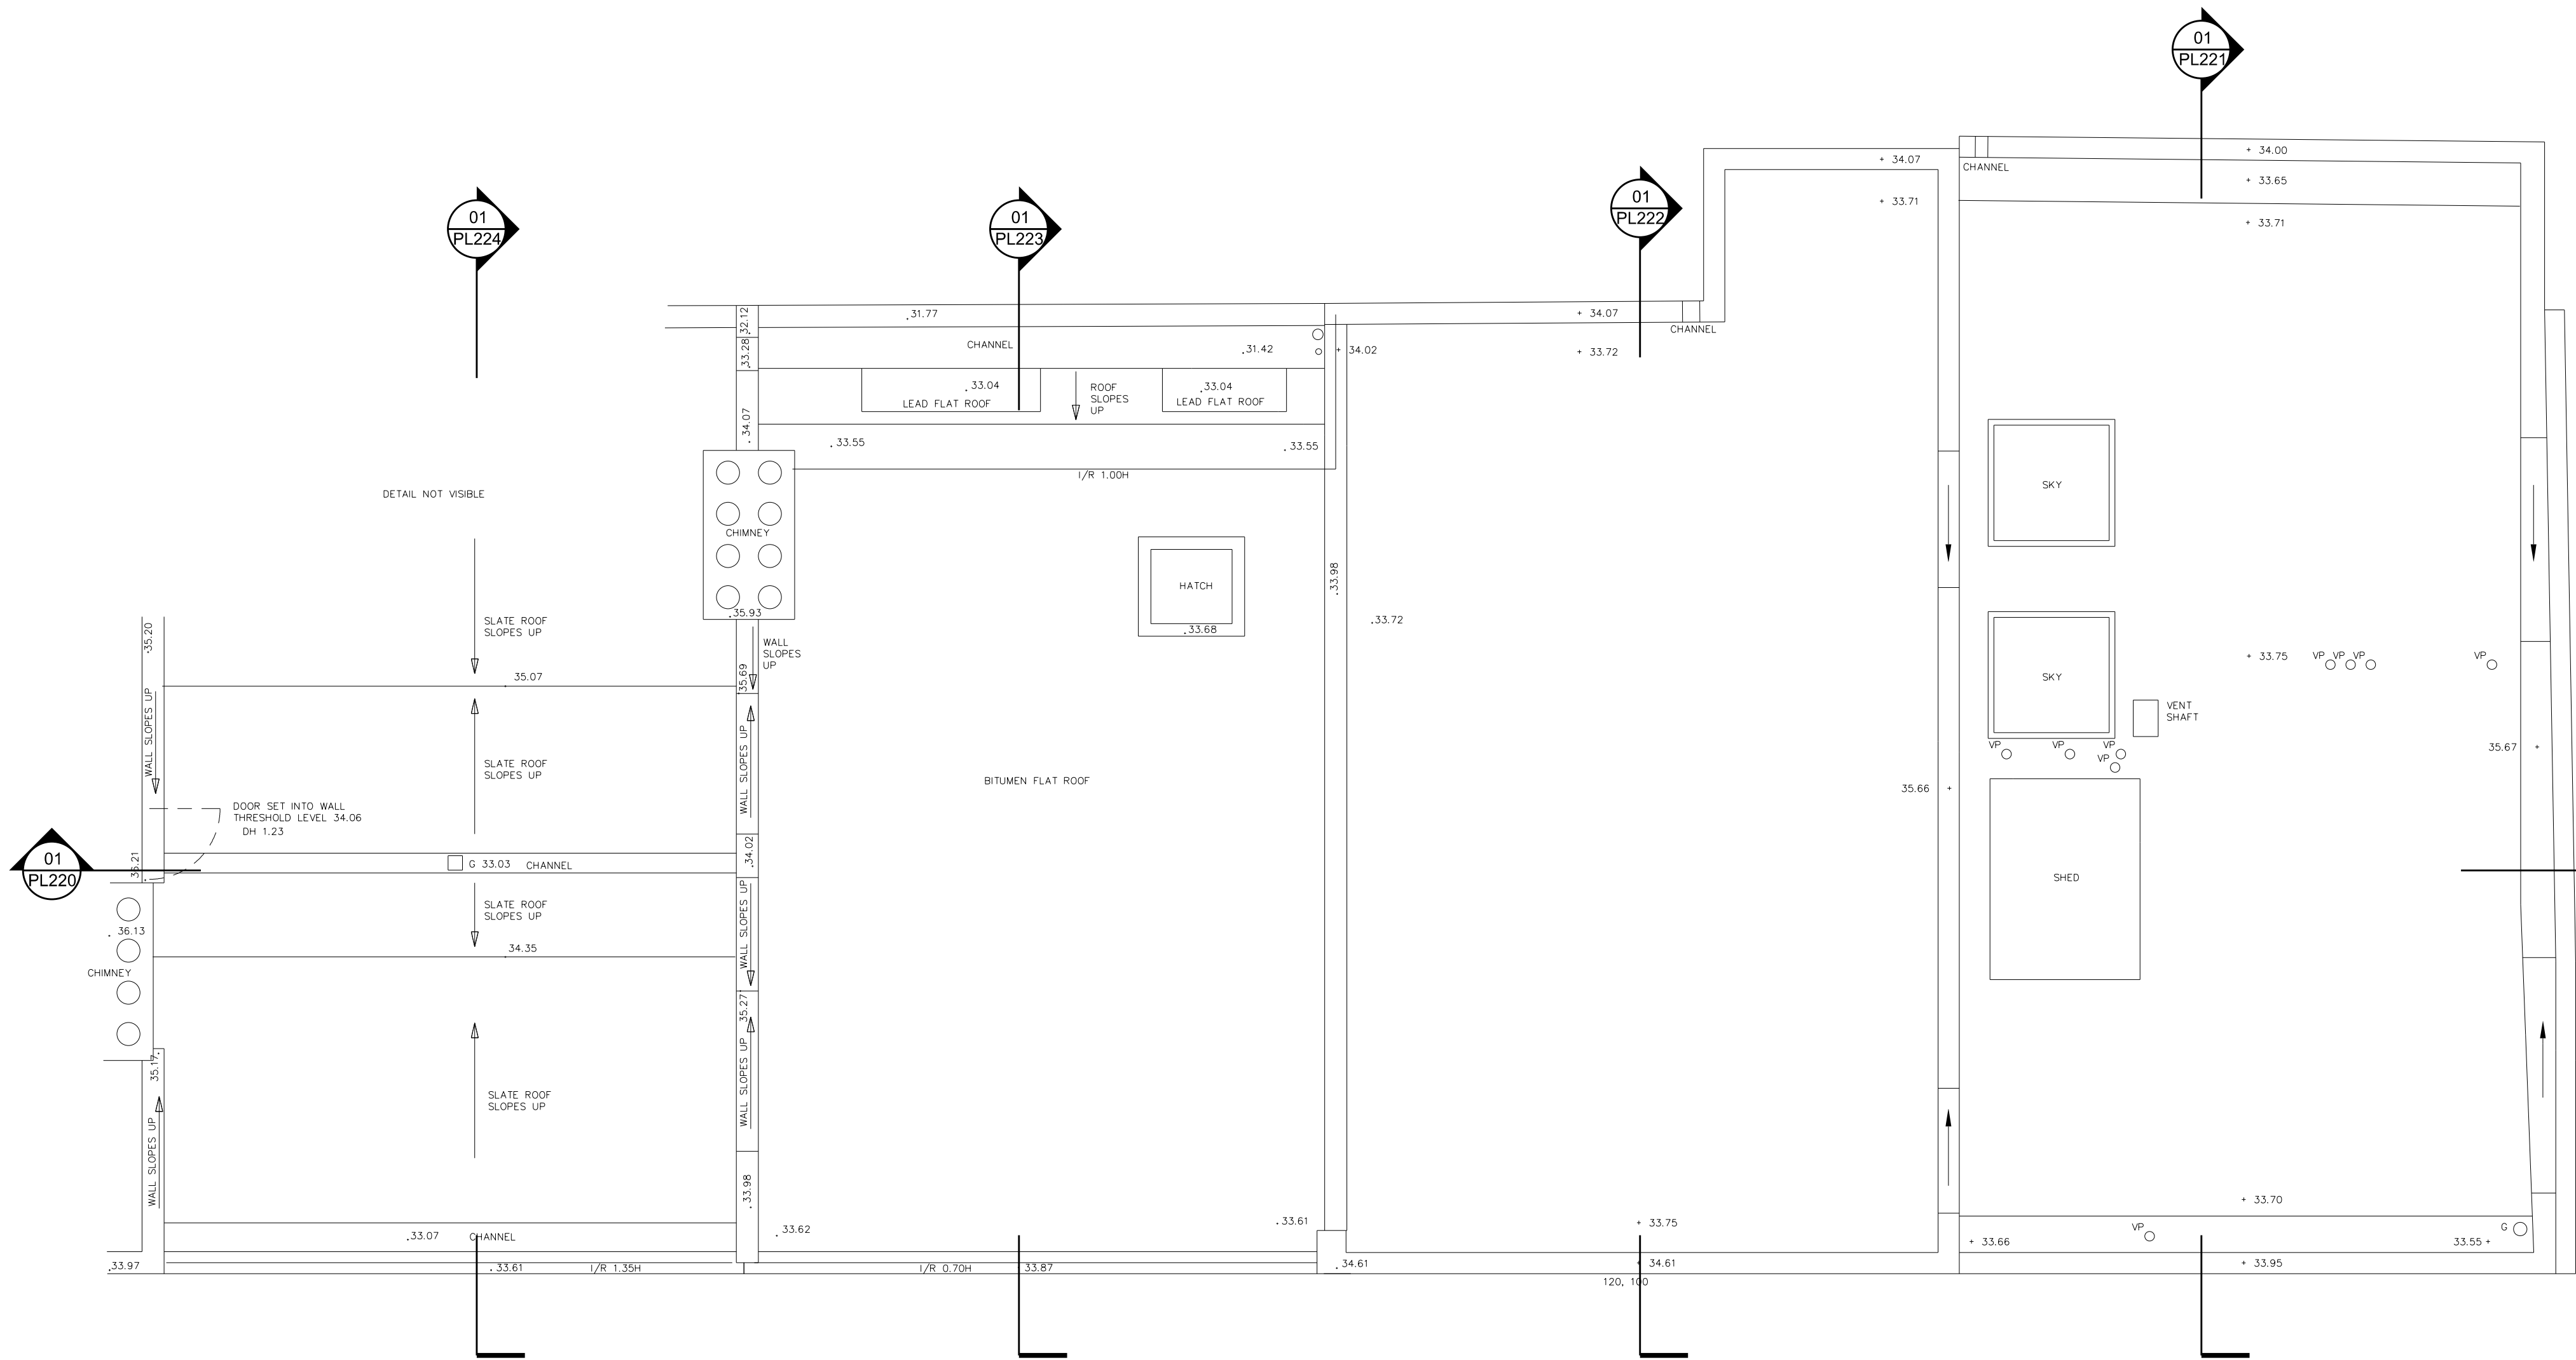 01
PL221
01
PL222
01
PL224
01
PL223
+ 34.00
+ 34.07
CHANNEL
+ 33.65
+ 33.71
+ 33.71
32.12
.31.77
+ 34.07
CHANNEL
33.28
CHANNEL
.31.42
+ 34.02
+ 33.72
.33.04
LEAD FLAT ROOF
ROOF
SLOPES
UP
.33.04
LEAD FLAT ROOF
.34.07
.33.55
.33.55
I/R 1.00H
DETAIL NOT VISIBLE
CHIMNEY
.35.93
HATCH
.33.68
.33.98
.33.72
SKY
SKY
SLATE ROOF
SLOPES UP
WALL
SLOPES
UP
.35.20
35.69
35.07
WALL SLOPES UP
WALL SLOPES UP
SLATE ROOF
SLOPES UP
BITUMEN FLAT ROOF
+ 33.75
VP
VP
VP
VP
VENT
SHAFT
VP
VP
VP
VP
35.67 +
35.66 +
DOOR SET INTO WALL
THRESHOLD LEVEL 34.06
DH 1.23
01
PL220
G 33.03
CHANNEL
.34.02
SHED
SLATE ROOF
SLOPES UP
WALL SLOPES UP
. 36.13
34.35
CHIMNEY
35.27
35.17
WALL SLOPES UP
WALL SLOPES UP
SLATE ROOF
SLOPES UP
.33.98
.33.07
CHANNEL
.33.62
.33.61
+ 33.75
+ 33.70
VP
G
+ 33.66
33.55 +
.33.97
.33.61
I/R 1.35H
I/R 0.70H
33.87
.34.61
+ 34.61
+ 33.95
120, 100